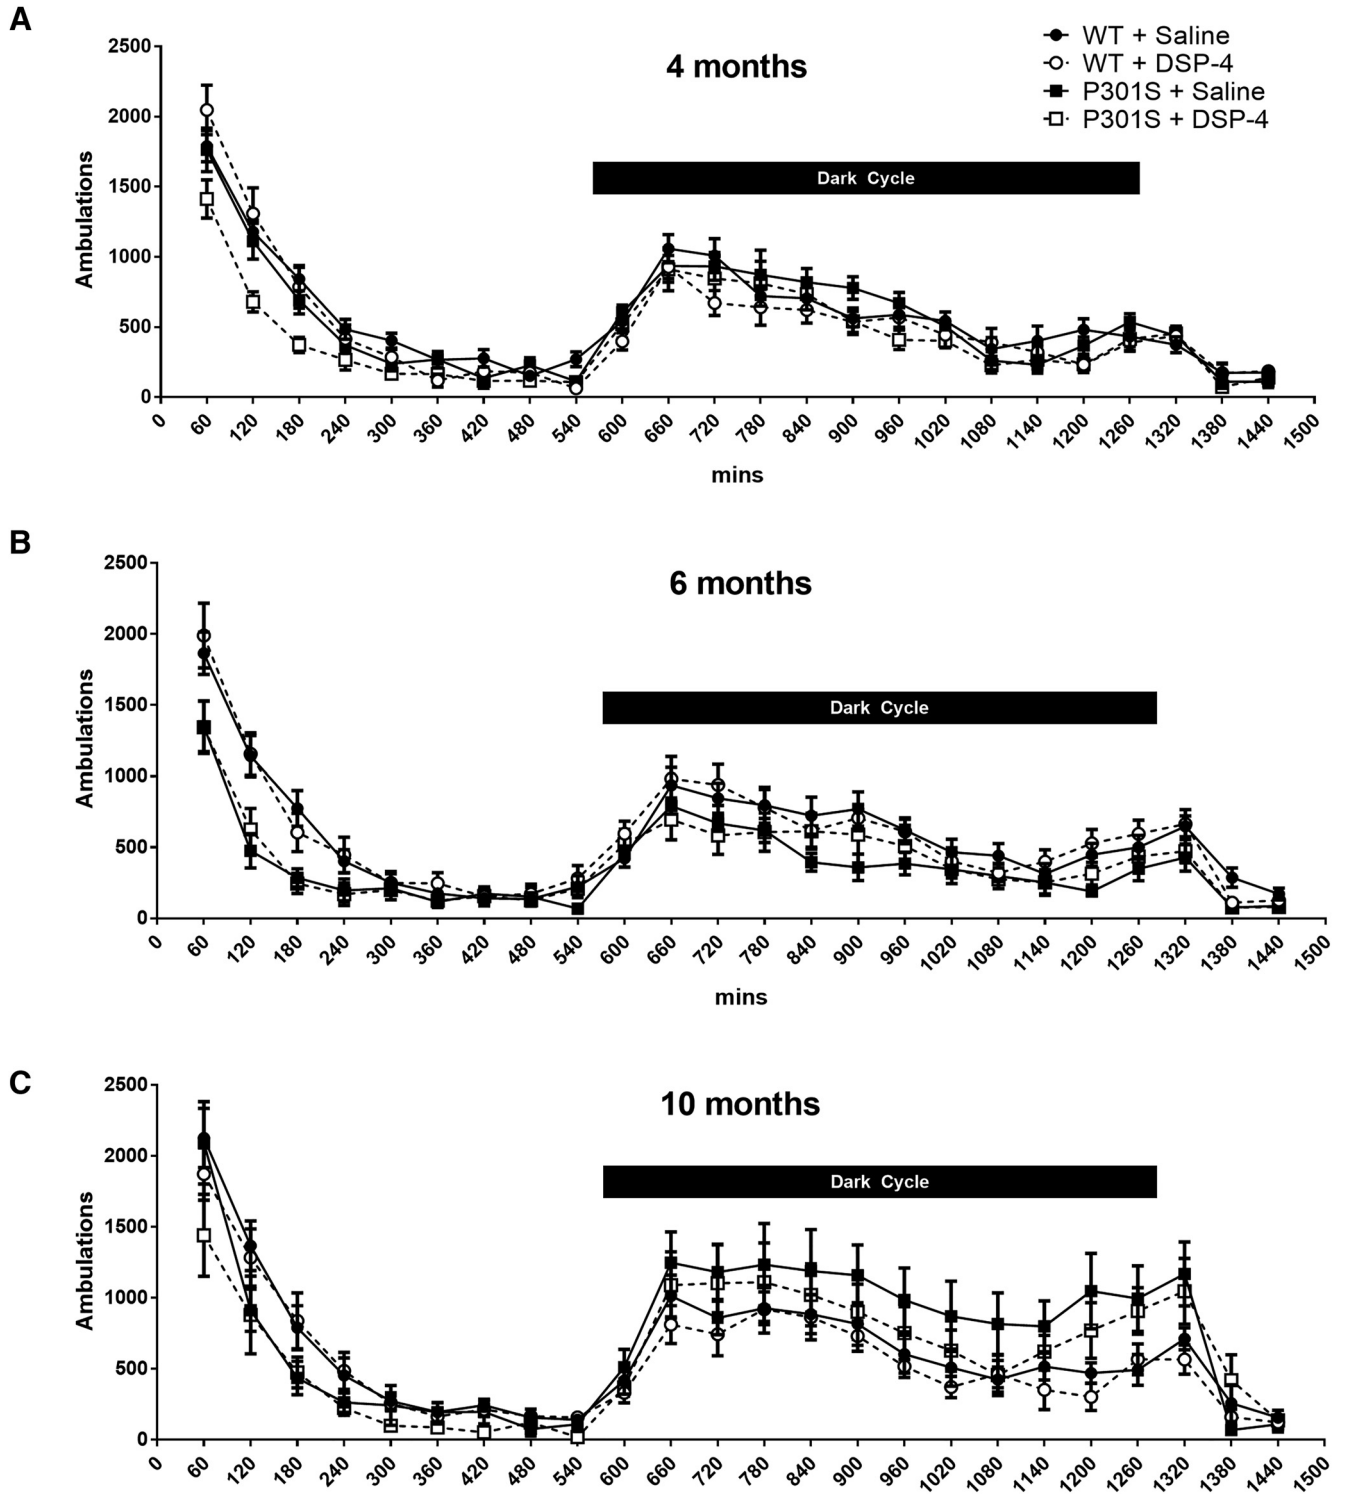 A
4 months
WT + Saline
WT + DSP-4
P301S + Saline
P301S + DSP-4
Dark Cycle
Ambulations
2500
2000
1500
1000
500
0
0 60 120 180 240 300 360 420 480 540 600 660 720 780 840 900 960 1020 1080 1140 1200 1260 1320 1380 1440 1500
mins
B
6 months
Dark Cycle
Ambulations
2500
2000
1500
1000
500
0
0 60 120 180 240 300 360 420 480 540 600 660 720 780 840 900 960 1020 1080 1140 1200 1260 1320 1380 1440 1500
mins
C
10 months
Dark Cycle
Ambulations
2500
2000
1500
1000
500
0
0 60 120 180 240 300 360 420 480 540 600 660 720 780 840 900 960 1020 1080 1140 1200 1260 1320 1380 1440 1500